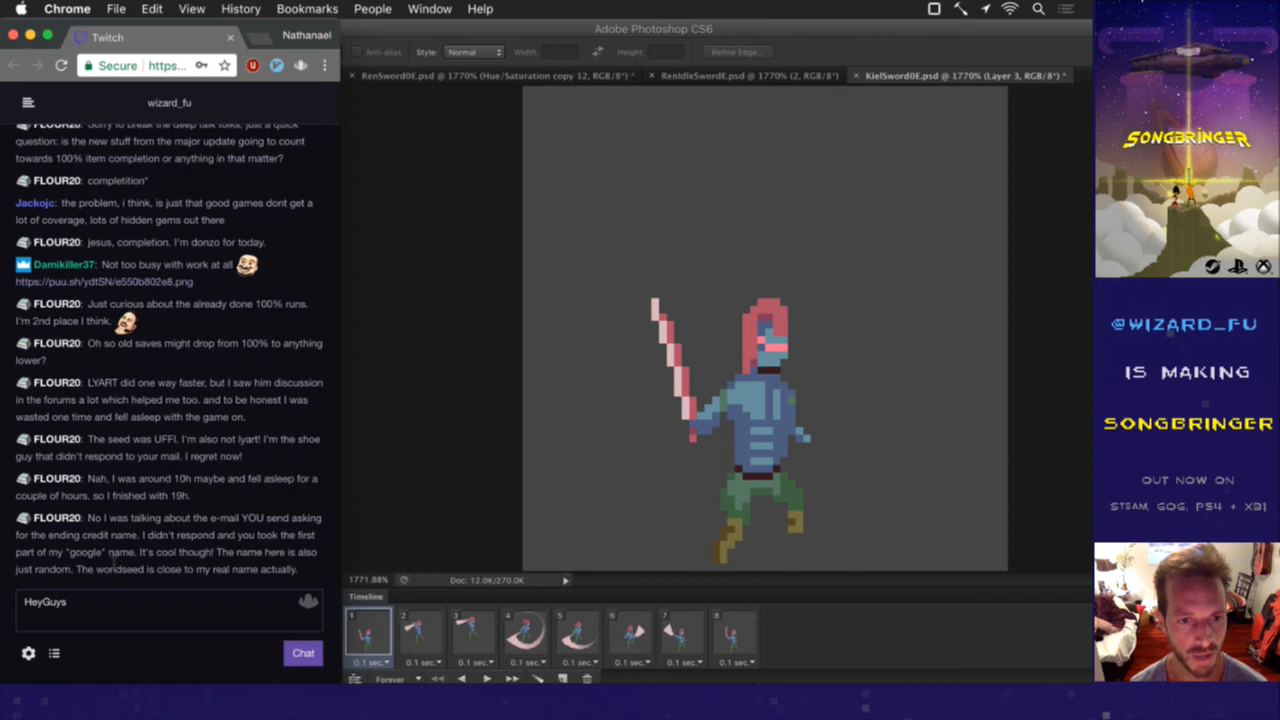 Chrome File Edit View History Bookmarks People Window Help
Twitch
Nathanael
Secure https...
wizard_fu
FLOUR20: Sorry to break the deep talk folks, just a quick
question: is the new stuff from the major update going to count
towards 100% item completion or anything in that matter?
FLOUR20: completition*
Jackojc: the problem, i think, is just that good games dont get a
lot of coverage, lots of hidden gems out there
FLOUR20: jesus, completion. I'm donzo for today.
Damikiller37: Not too busy with work at all
https://puu.sh/ydtSN/e550b802e8.png
FLOUR20: Just curious about the already done 100% runs.
I'm 2nd place I think.
FLOUR20: Oh so old saves might drop from 100% to anything
lower?
FLOUR20: LYART did one way faster, but I saw him discussion
in the forums a lot which helped me too. and to be honest I was
wasted one time and fell asleep with the game on.
FLOUR20: The seed was UFFI. I'm also not lyart! I'm the shoe
guy that didn't respond to your mail. I regret now!
FLOUR20: Nah, I was around 10h maybe and fell asleep for a
couple of hours. so I fnished with 19h.
FLOUR20: No I was talking about the e-mail YOU send asking
for the ending credit name. I didn't respond and you took the first
part of my "google" name. It's cool though! The name here is also
just random. The worldseed is close to my real name actually.
HeyGuys
Chat
Adobe Photoshop CS6
Anti-alias Style: Normal Width: Height: Refine Edge...
RenSword0E.psd @ 1770% (Hue/Saturation copy 12, RGB/8*) *
RenIdleSwordE.psd @ 1770% (2, RGB/8*)
KielSword0E.psd @ 1770% (Layer 3, RGB/8*) *
1771.88% Doc: 12.0K/270.0K
Timeline
1 2 3 4 5 6 7 8
0.1 sec. 0.1 sec. 0.1 sec. 0.1 sec. 0.1 sec. 0.1 sec. 0.1 sec. 0.1 sec.
Forever
SONGBRINGER
@WIZARD_FU
IS MAKING
SONGBRINGER
OUT NOW ON
STEAM, GOG, PS4 + XB1